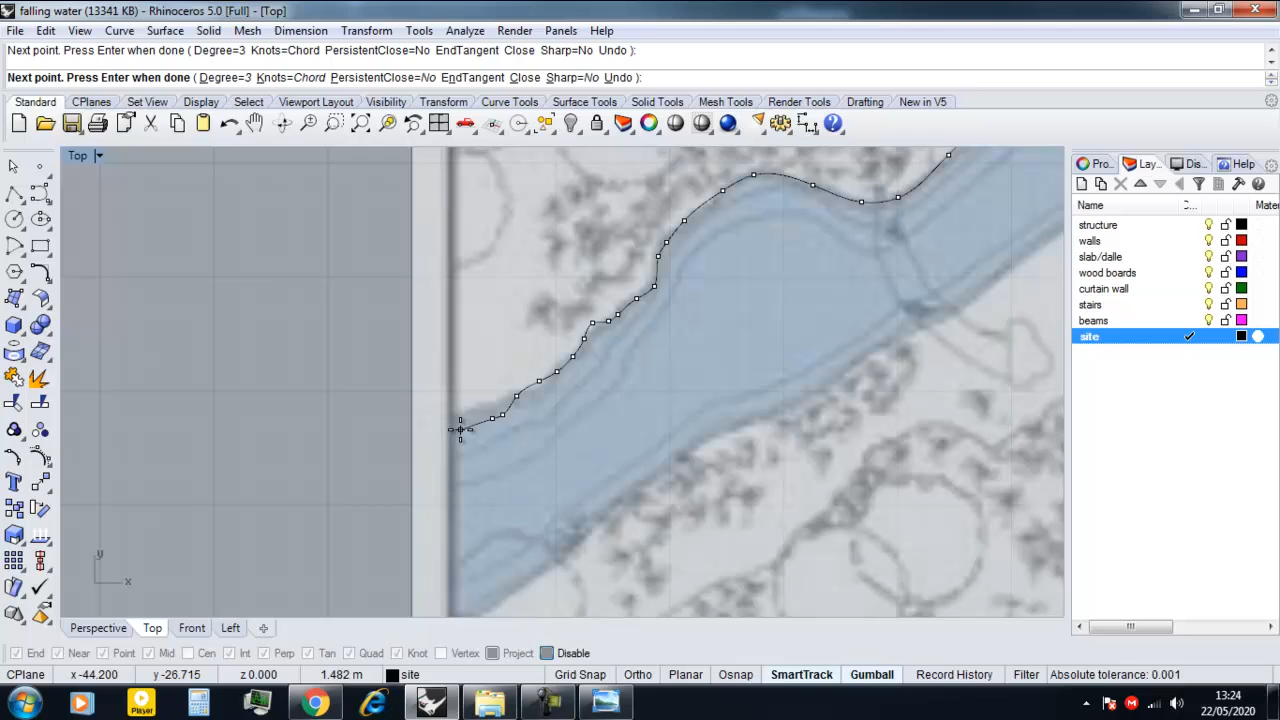 falling water (13341 KB) - Rhinoceros 5.0 [Full] - [Top]
File Edit View Curve Surface Solid Mesh Dimension Transform Tools Analyze Render Panels Help
Next point. Press Enter when done ( Degree=3 Knots=Chord PersistentClose=No EndTangent Close Sharp=No Undo ):
Next point. Press Enter when done ( Degree=3 Knots=Chord PersistentClose=No EndTangent Close Sharp=No Undo ):
Standard CPlanes Set View Display Select Viewport Layout Visibility Transform Curve Tools Surface Tools Solid Tools Mesh Tools Render Tools Drafting New in V5
Top
Pro... Lay... Dis... Help
Name C... Mater
structure
walls
slab/dalle
wood boards
curtain wall
stairs
beams
site
y
x
Perspective Top Front Left
End Near Point Mid Cen Int Perp Tan Quad Knot Vertex Project Disable
CPlane x -44.200 y -26.715 z 0.000 1.482 m site Grid Snap Ortho Planar Osnap SmartTrack Gumball Record History Filter Absolute tolerance: 0.001
Player
13:24
22/05/2020